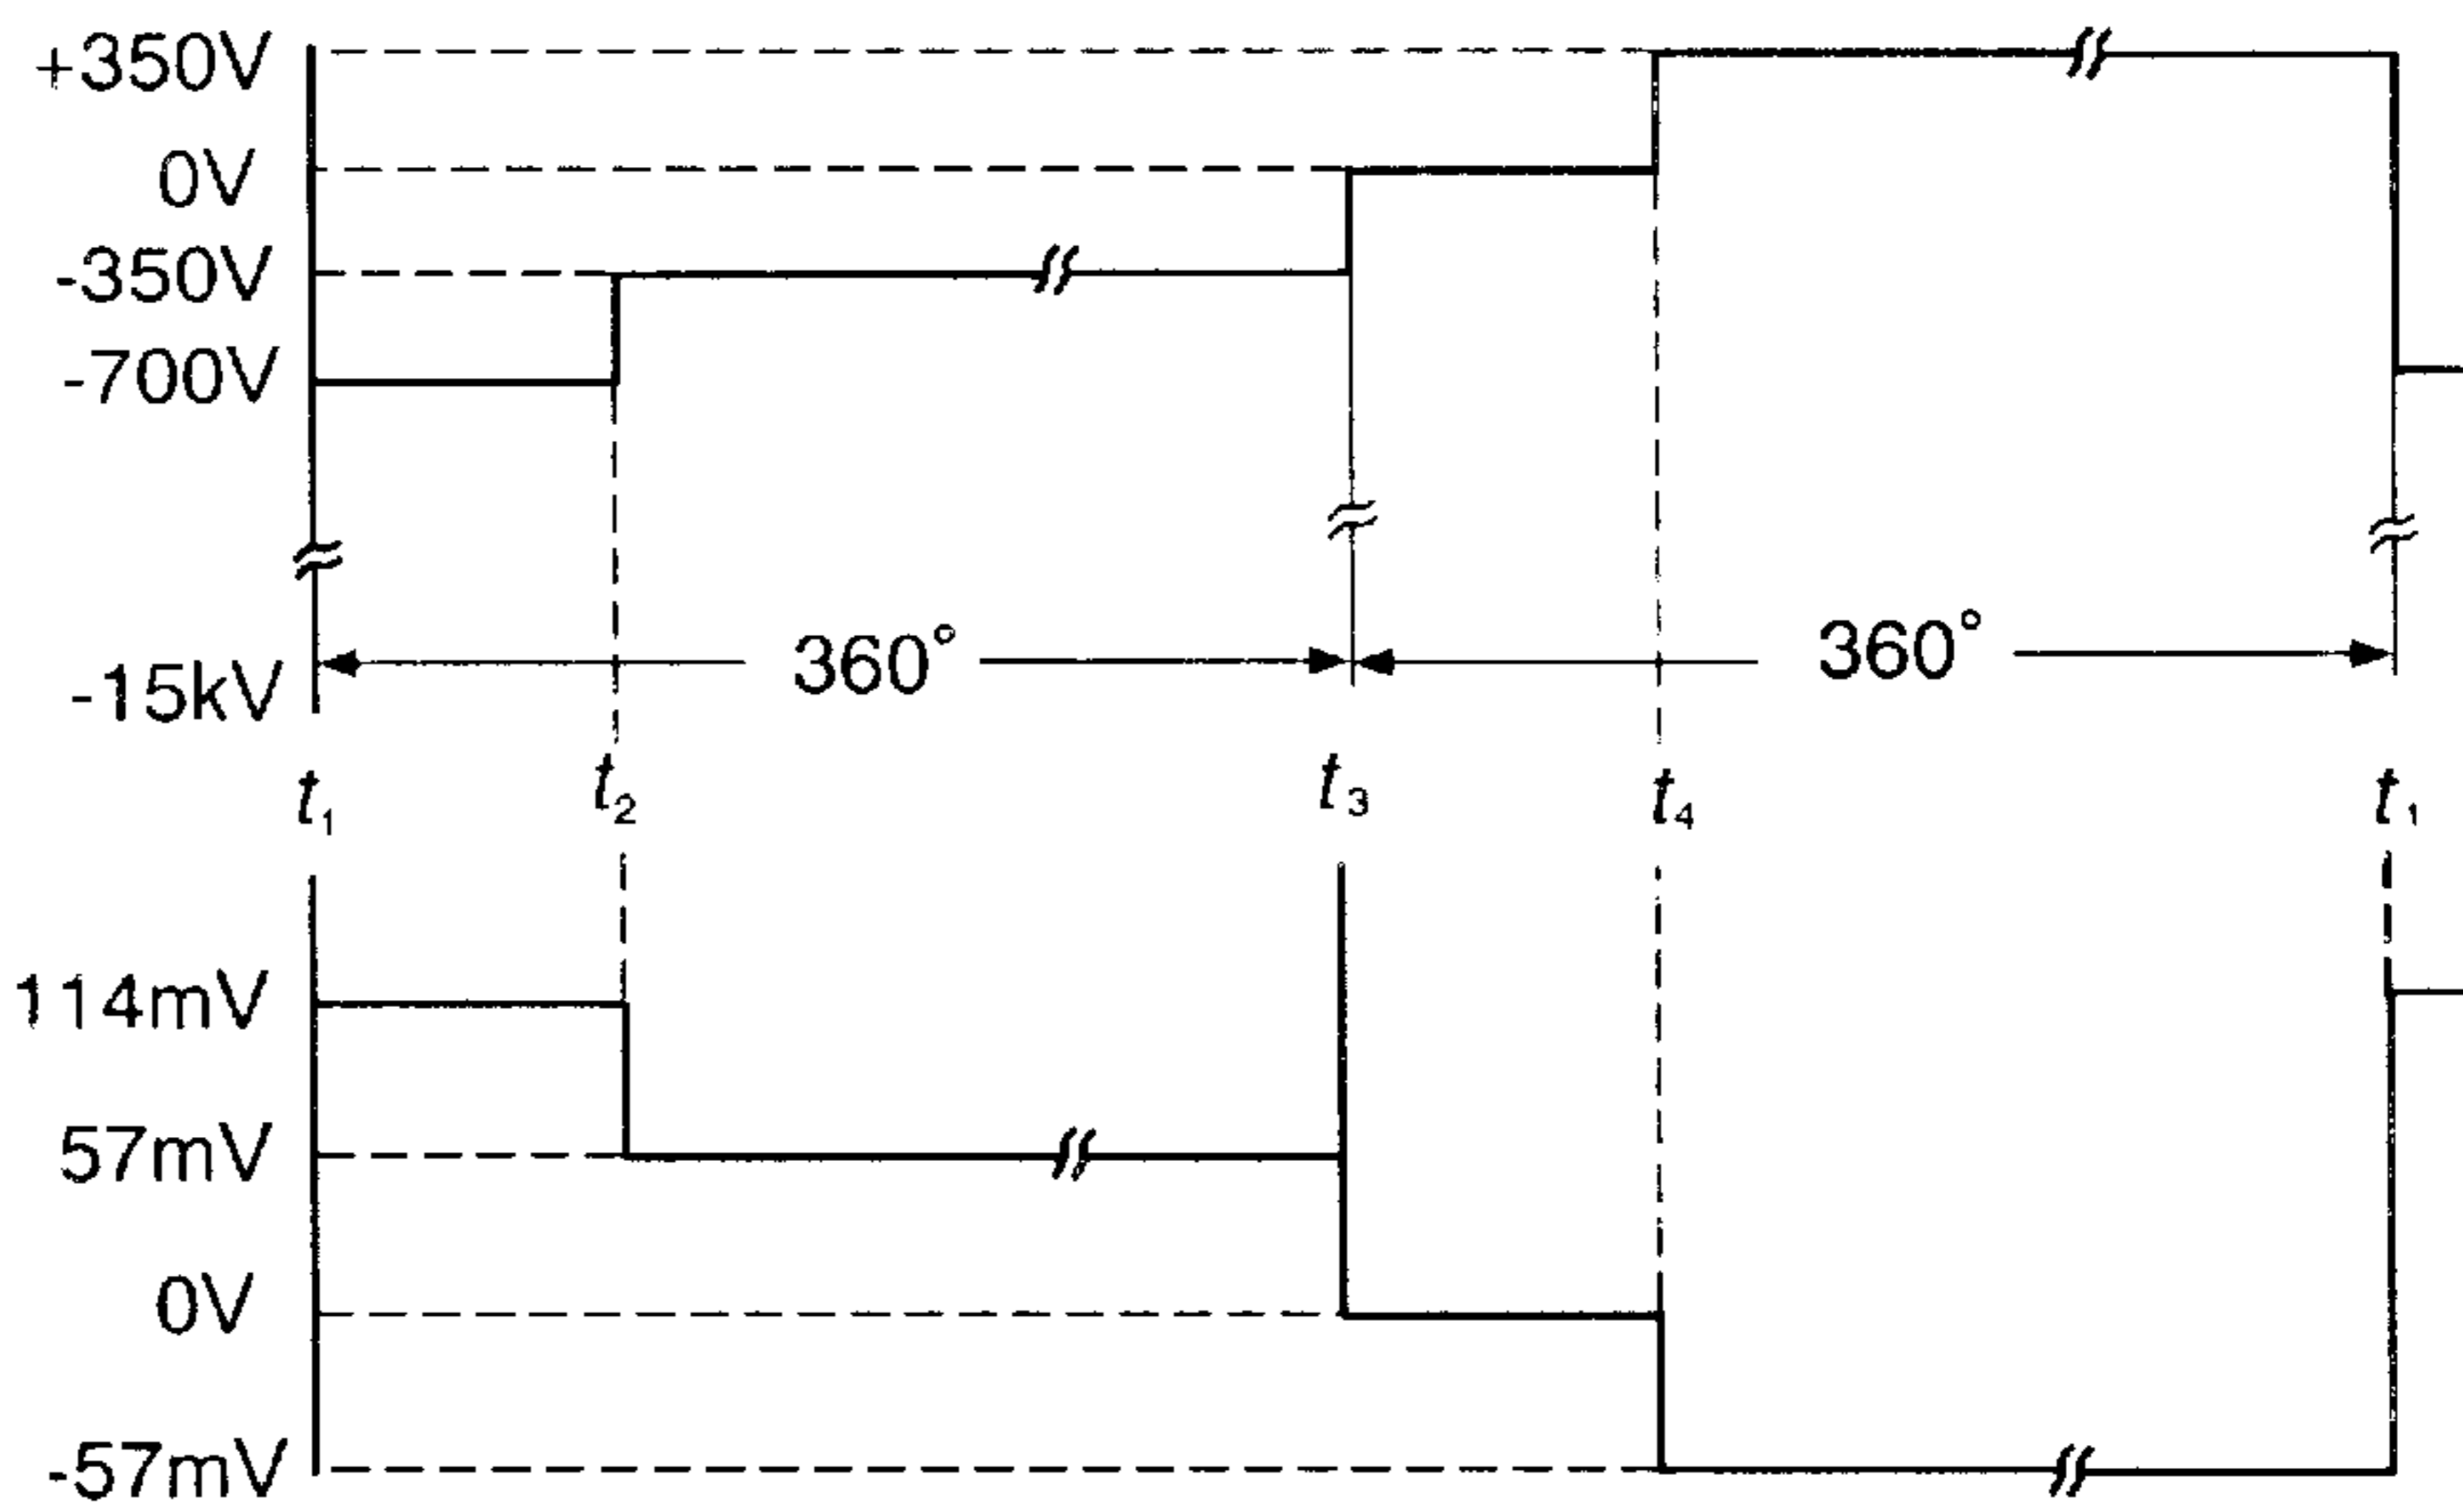 +350V
0V
-350V
-700V
360°
360°
-15kV
t₁
t₂
t₃
t₄
t₁
114mV
57mV
0V
-57mV